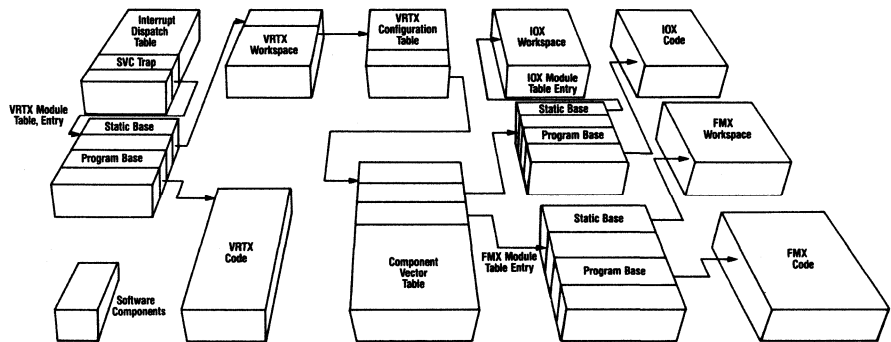 Interrupt
Dispatch
Table
SVC Trap
VRTX Module
Table, Entry
Static Base
Program Base
VRTX
Workspace
VRTX
Configuration
Table
IOX
Workspace
IOX Module
Table Entry
Static Base
Program Base
IOX
Code
FMX
Workspace
VRTX
Code
Component
Vector
Table
FMX Module
Table Entry
Static Base
Program Base
FMX
Code
Software
Components